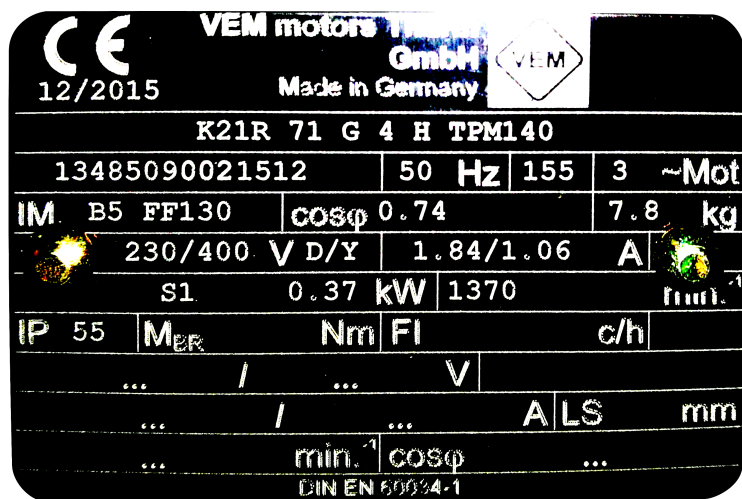 CE VEM motors
GmbH VEM
12/2015 Made in Germany
K21R 71 G 4 H TPM140
13485090021512 50 Hz 155 3 ~Mot
IM B5 FF130 cosφ 0.74 7.8 kg
230/400 V D/Y 1.84/1.06 A
S1 0.37 kW 1370 min.-1
IP 55 MBR Nm FI c/h
... / ... V
... / ... A LS mm
... min.-1 cosφ ...
DIN EN 60034-1